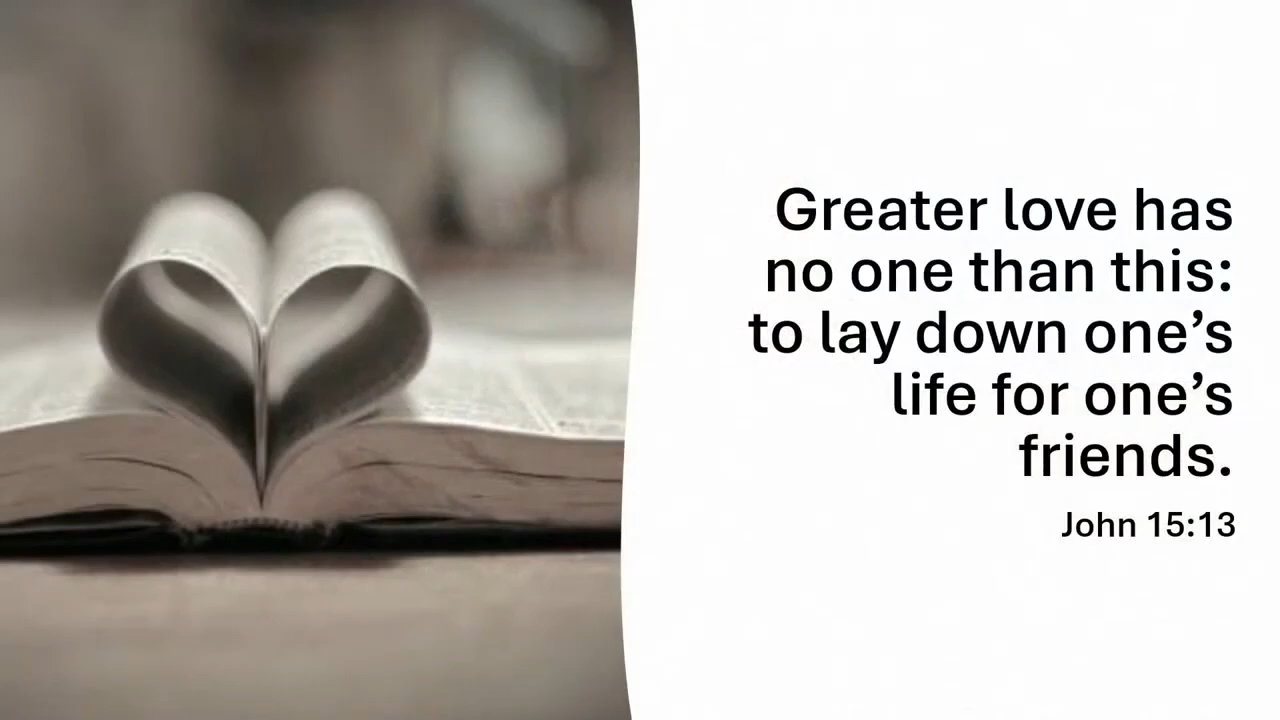 Greater love has
no one than this:
to lay down one’s
life for one’s
friends.
John 15:13